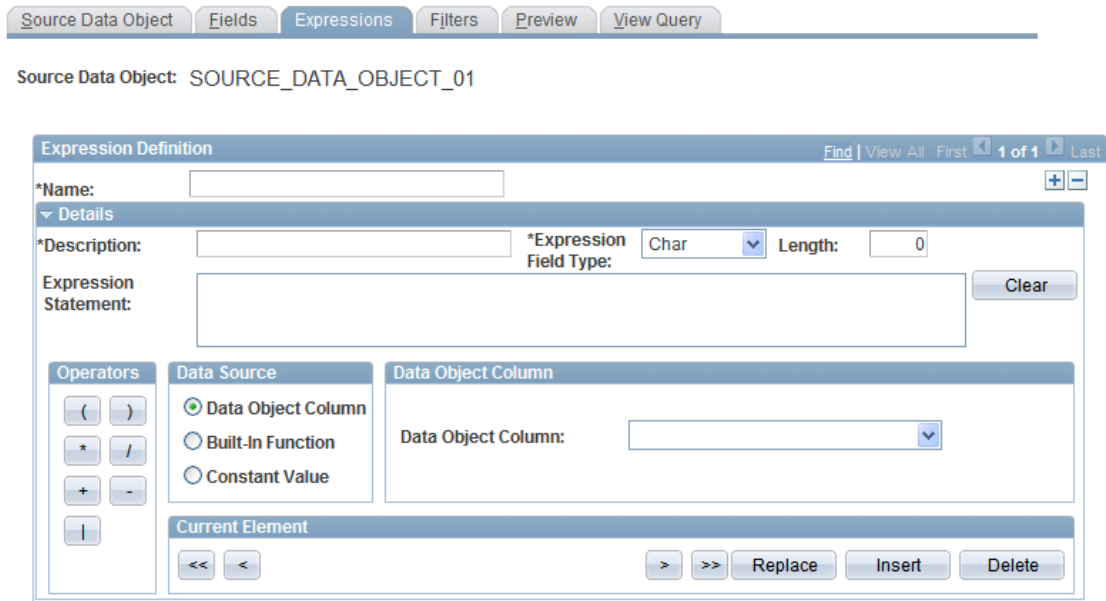 Source Data Object Fields Expressions Filters Preview View Query
Source Data Object: SOURCE_DATA_OBJECT_01
Expression Definition Find | View All First 1 of 1 Last
*Name:
Details
*Description: *Expression Field Type: Char Length: 0
Expression Statement: Clear
Operators Data Source Data Object Column
( ) Data Object Column
* / Built-In Function Data Object Column:
+ - Constant Value
|
Current Element
<< < > >> Replace Insert Delete